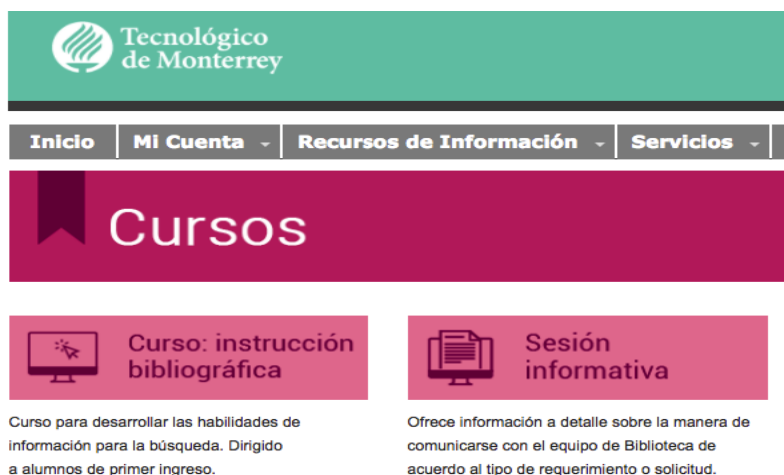 Tecnológico
de Monterrey
Inicio Mi Cuenta Recursos de Información Servicios
Cursos
Curso: instrucción
bibliográfica
Curso para desarrollar las habilidades de
información para la búsqueda. Dirigido
a alumnos de primer ingreso.
Sesión
informativa
Ofrece información a detalle sobre la manera de
comunicarse con el equipo de Biblioteca de
acuerdo al tipo de requerimiento o solicitud.